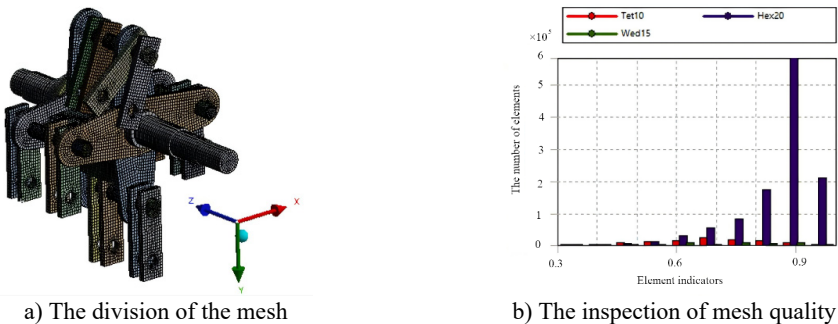 Z
X
Y
Tet10
Hex20
Wed15
×10⁵
6
5
4
3
2
1
0
The number of elements
0.3
0.6
0.9
Element indicators
a) The division of the mesh
b) The inspection of mesh quality